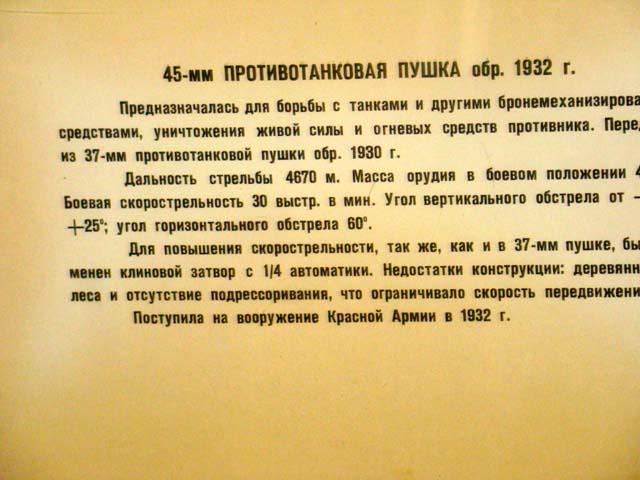 45-мм ПРОТИВОТАНКОВАЯ ПУШКА обр. 1932 г.
Предназначалась для борьбы с танками и другими бронемеханизирова
средствами, уничтожения живой силы и огневых средств противника. Пере
из 37-мм противотанковой пушки обр. 1930 г.
Дальность стрельбы 4670 м. Масса орудия в боевом положении 4
Боевая скорострельность 30 выстр. в мин. Угол вертикального обстрела от –
+25°; угол горизонтального обстрела 60°.
Для повышения скорострельности, так же, как и в 37-мм пушке, бы
менен клиновой затвор с 1/4 автоматики. Недостатки конструкции: деревянн
леса и отсутствие подрессоривания, что ограничивало скорость передвижени
Поступила на вооружение Красной Армии в 1932 г.